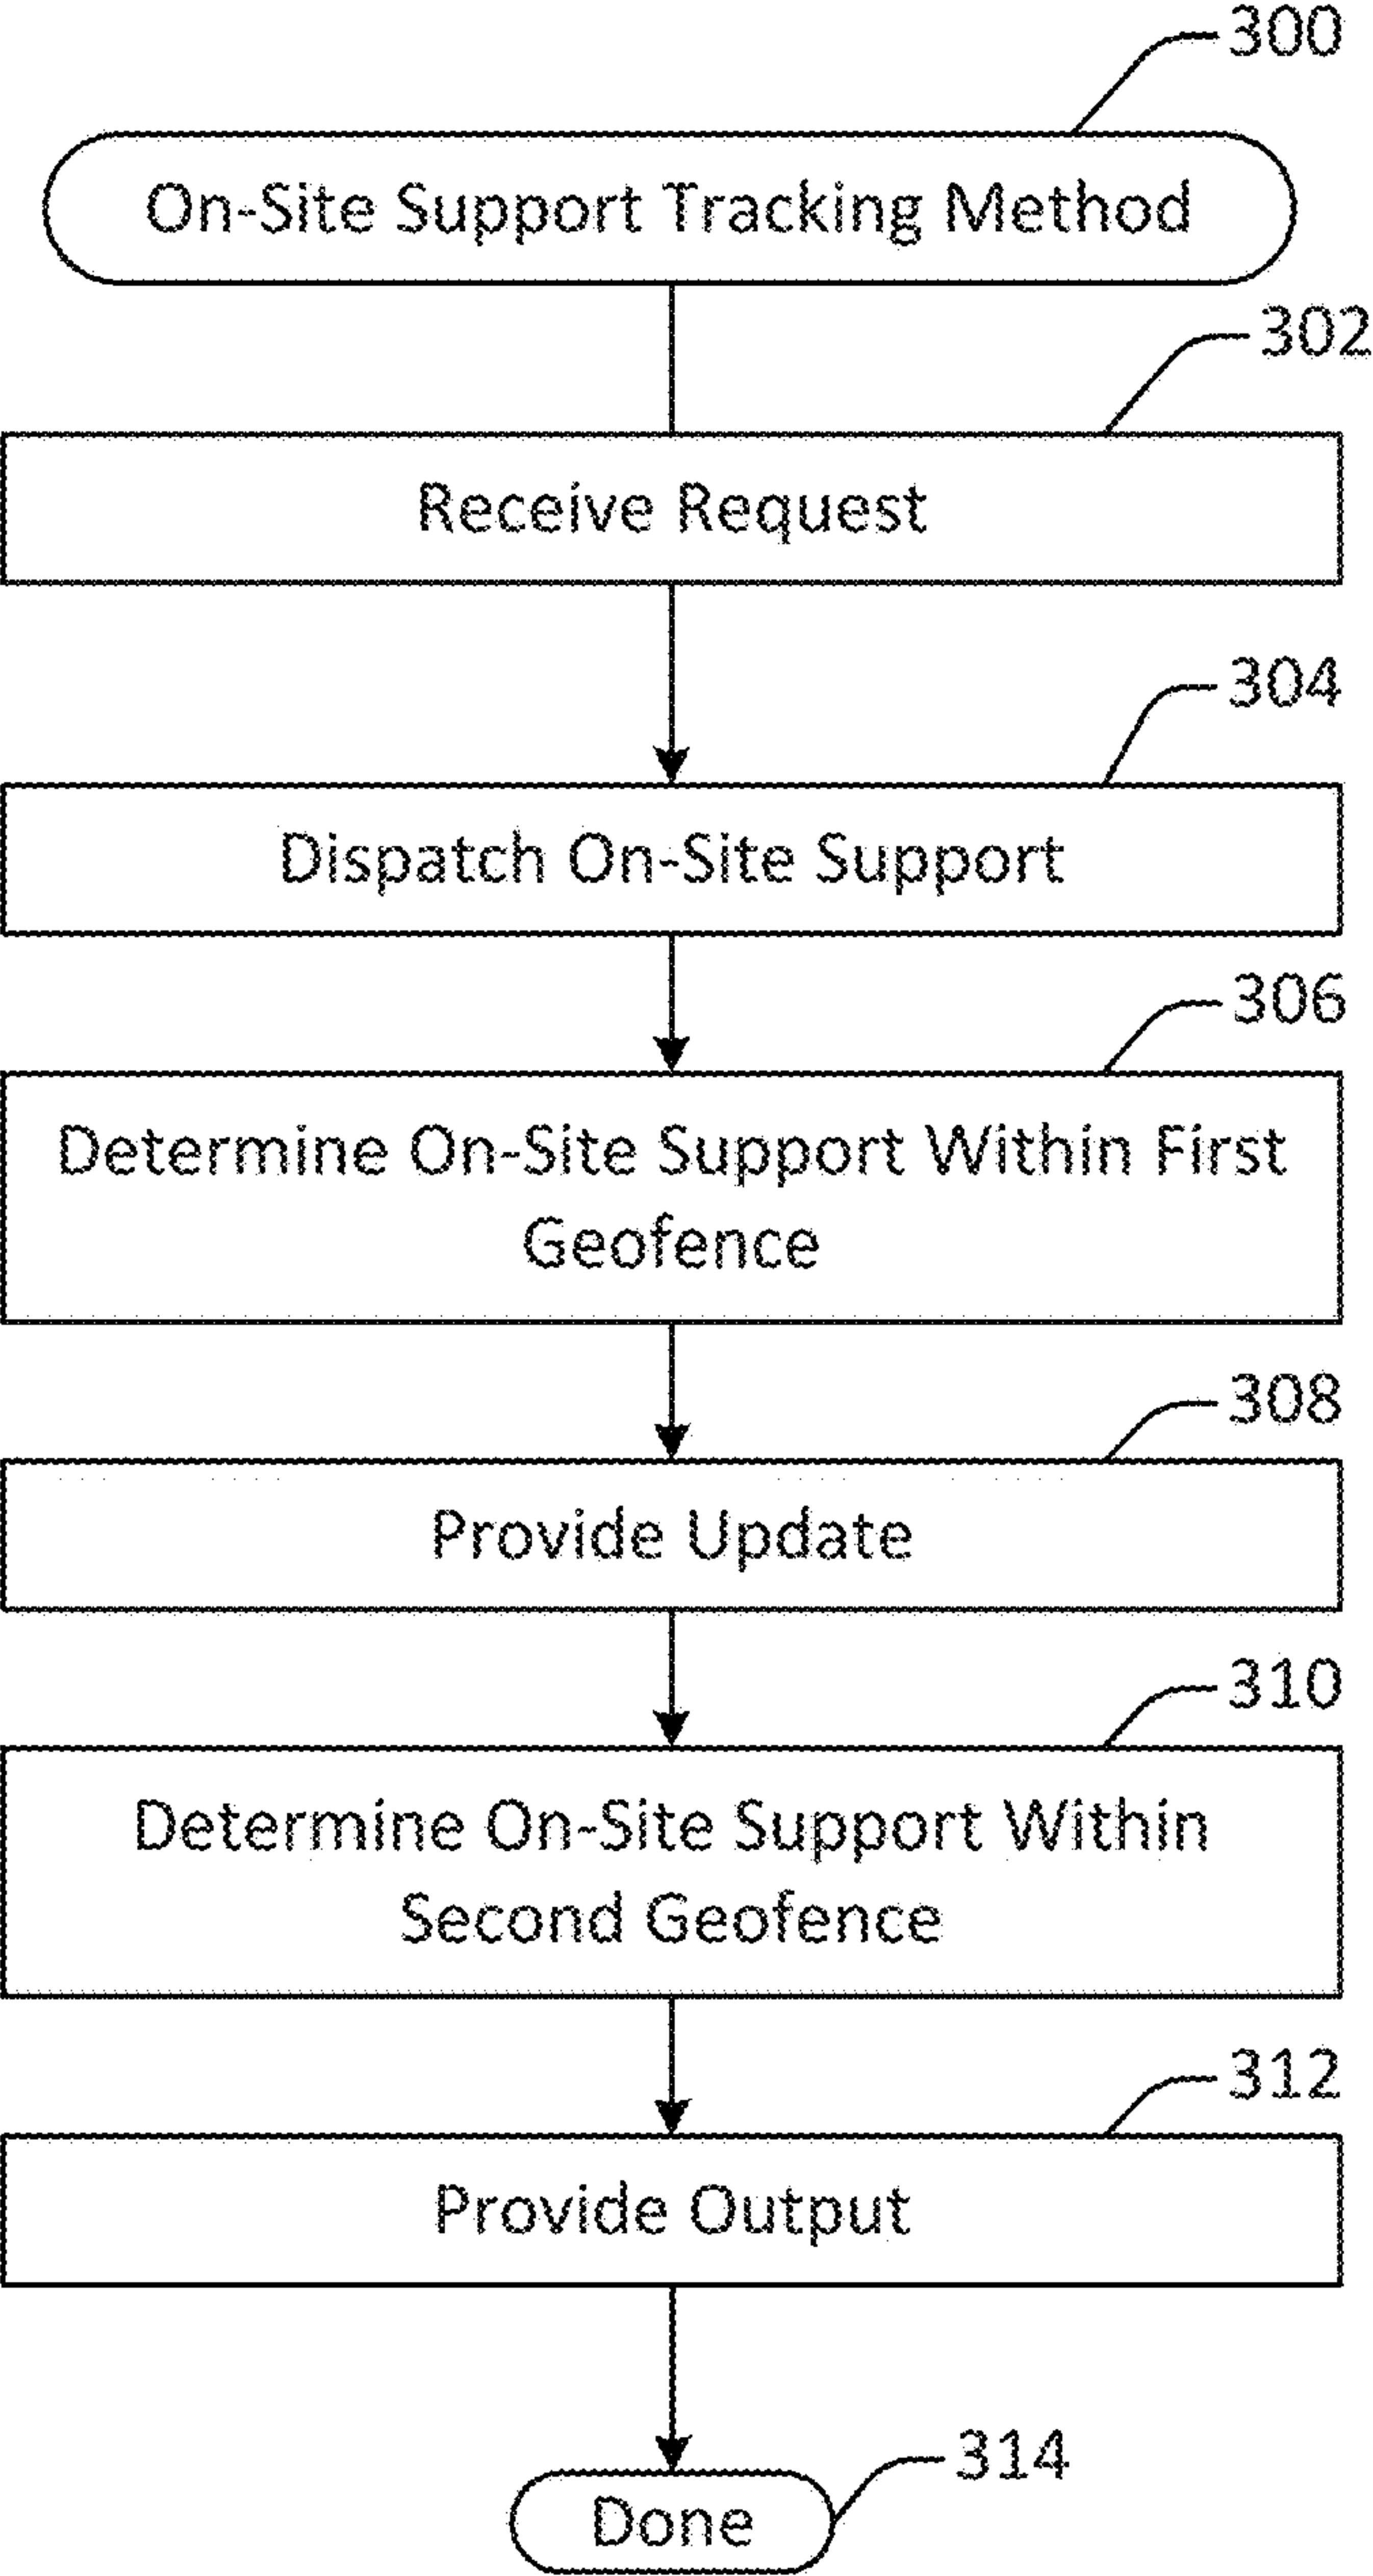 300
On-Site Support Tracking Method
302
Receive Request
304
Dispatch On-Site Support
306
Determine On-Site Support Within First
Geofence
308
Provide Update
310
Determine On-Site Support Within
Second Geofence
312
Provide Output
314
Done